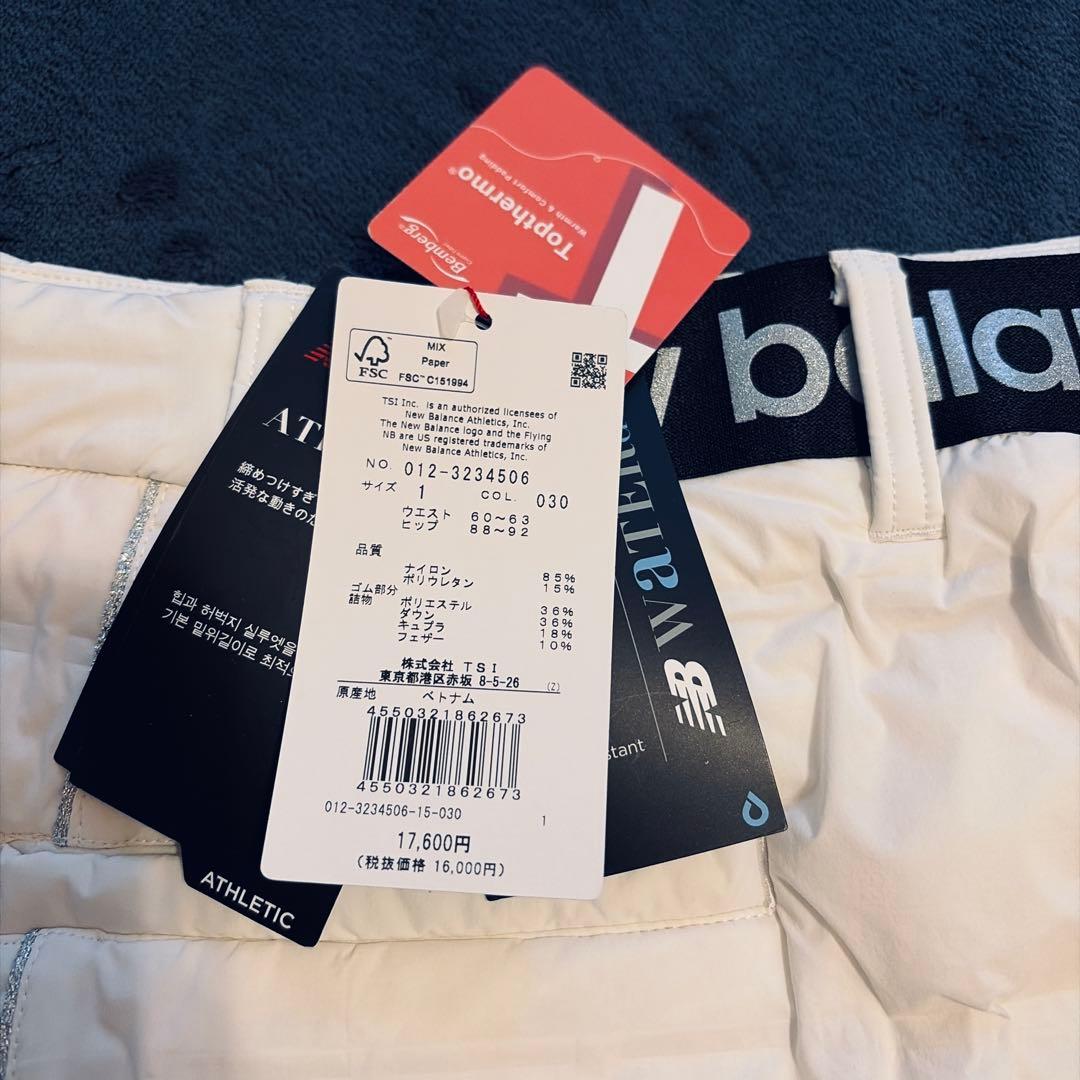 Bemberg®
Topthermo®
Warmth & Comfort Padding
balan
MIX
Paper
FSC™ C151994
FSC
TSI Inc. is an authorized licensees of
New Balance Athletics, Inc.
The New Balance logo and the Flying
NB are US registered trademarks of
New Balance Athletics, Inc.
NO. 012-3234506
サイズ 1 COL. 030
ウエスト 60〜63
ヒップ 88〜92
品質
ナイロン 85%
ポリウレタン 15%
ゴム部分
詰物 ポリエステル 36%
ダウン 36%
キュプラ 18%
フェザー 10%
株式会社 TSI
東京都港区赤坂 8-5-26 (Z)
原産地 ベトナム
4550321862673
4550321862673
012-3234506-15-030 1
17,600円
(税抜価格 16,000円)
締めつけすぎ
活発な動きのた
힙과 허벅지 실루엣을
기본 밑위길이로 최적으
ATHLETIC
NB
stant